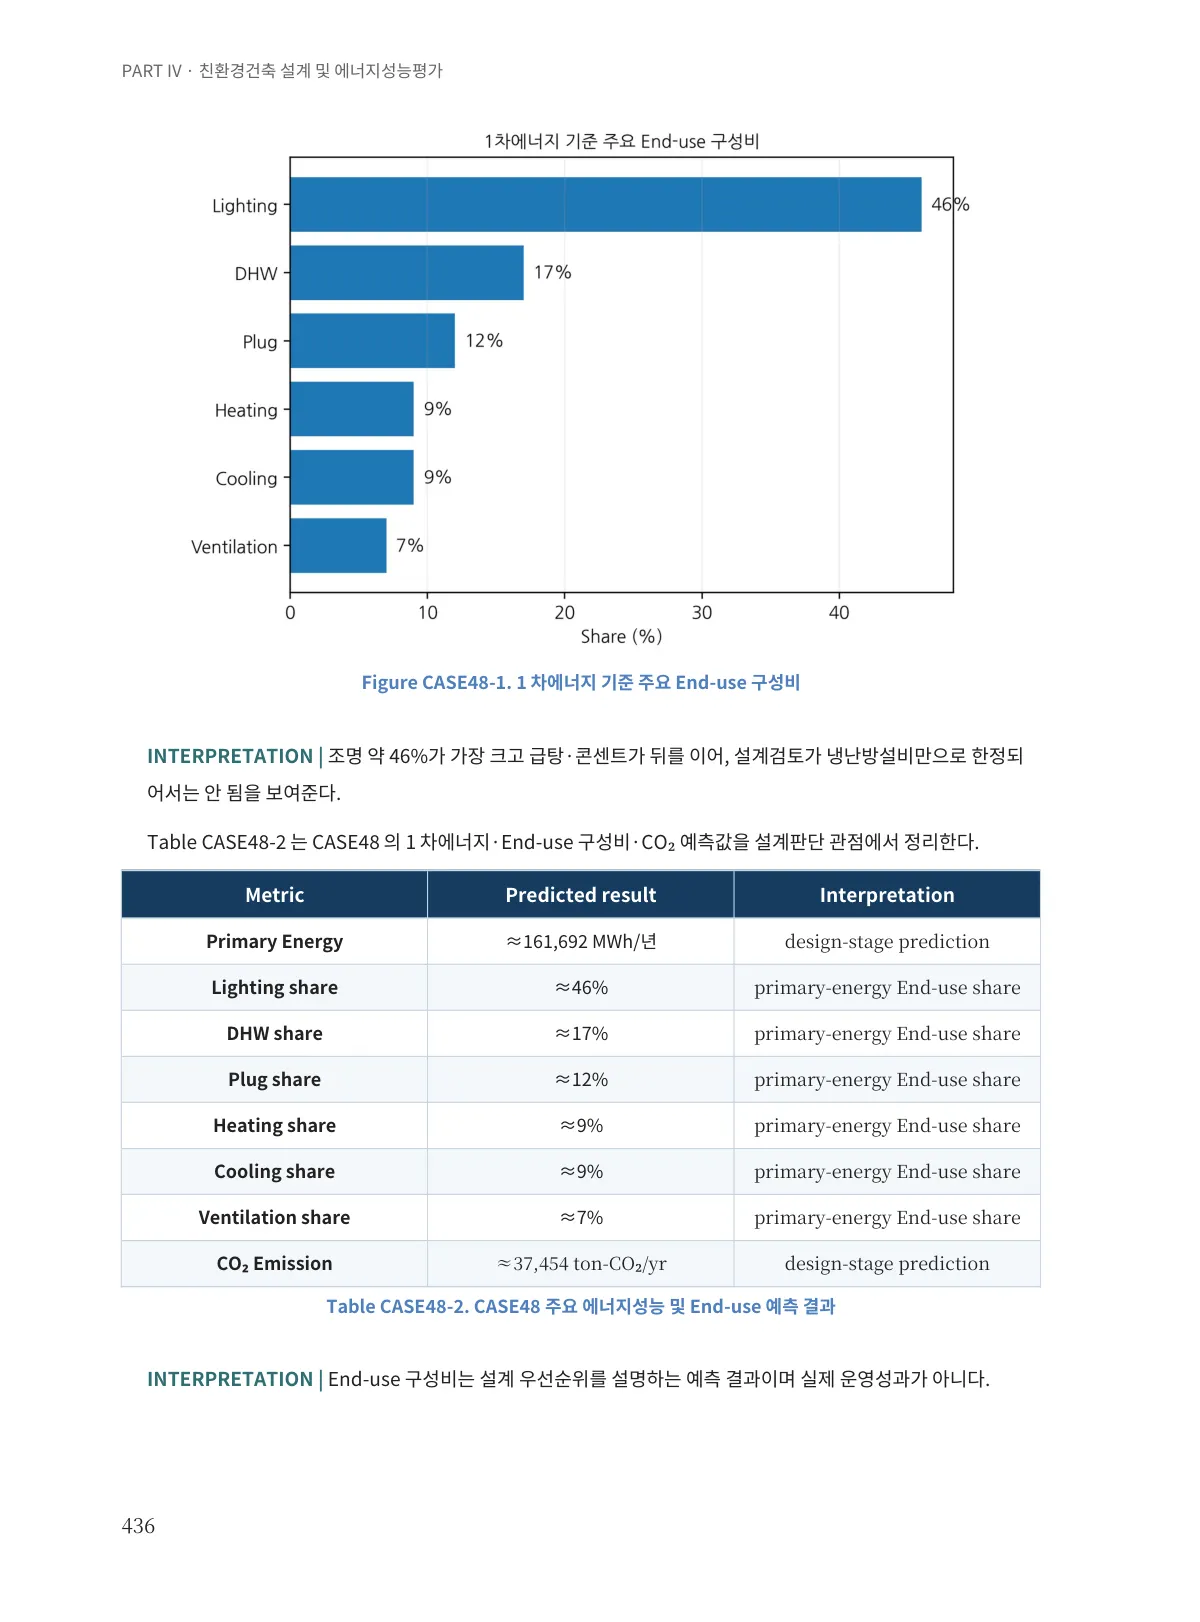 PART IV · 친환경건축 설계 및 에너지성능평가
1차에너지 기준 주요 End-use 구성비
Lighting 46%
DHW 17%
Plug 12%
Heating 9%
Cooling 9%
Ventilation 7%
0 10 20 30 40
Share (%)
Figure CASE48-1. 1 차에너지 기준 주요 End-use 구성비
INTERPRETATION | 조명 약 46%가 가장 크고 급탕·콘센트가 뒤를 이어, 설계검토가 냉난방설비만으로 한정되
어서는 안 됨을 보여준다.
Table CASE48-2 는 CASE48 의 1 차에너지·End-use 구성비·CO₂ 예측값을 설계판단 관점에서 정리한다.
Metric Predicted result Interpretation
Primary Energy ≈161,692 MWh/년 design-stage prediction
Lighting share ≈46% primary-energy End-use share
DHW share ≈17% primary-energy End-use share
Plug share ≈12% primary-energy End-use share
Heating share ≈9% primary-energy End-use share
Cooling share ≈9% primary-energy End-use share
Ventilation share ≈7% primary-energy End-use share
CO₂ Emission ≈37,454 ton-CO₂/yr design-stage prediction
Table CASE48-2. CASE48 주요 에너지성능 및 End-use 예측 결과
INTERPRETATION | End-use 구성비는 설계 우선순위를 설명하는 예측 결과이며 실제 운영성과가 아니다.
436